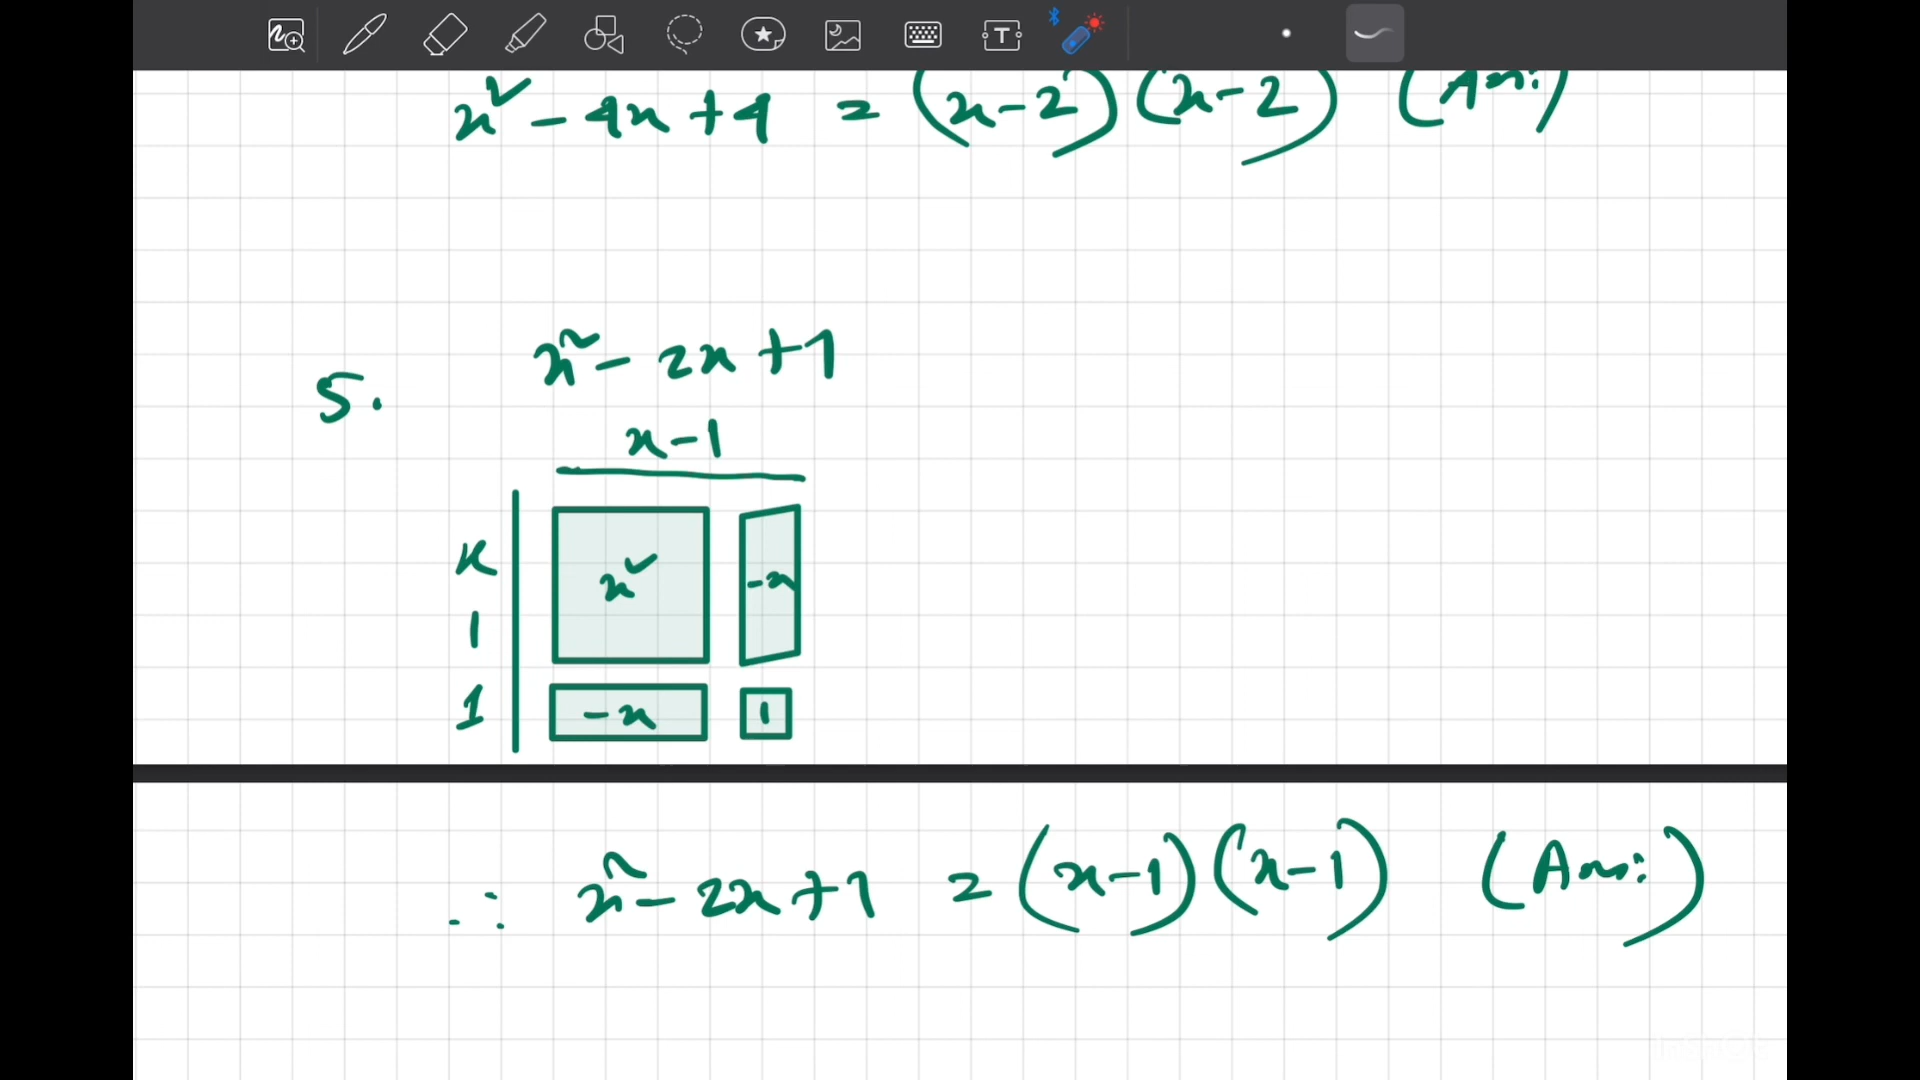 x² - 4x + 4 = (x-2)(x-2) (Ans:)
5. x² - 2x + 1
x-1
x
1
1
x²
-x
-x
1
∴ x² - 2x + 1 = (x-1)(x-1) (Ans:)